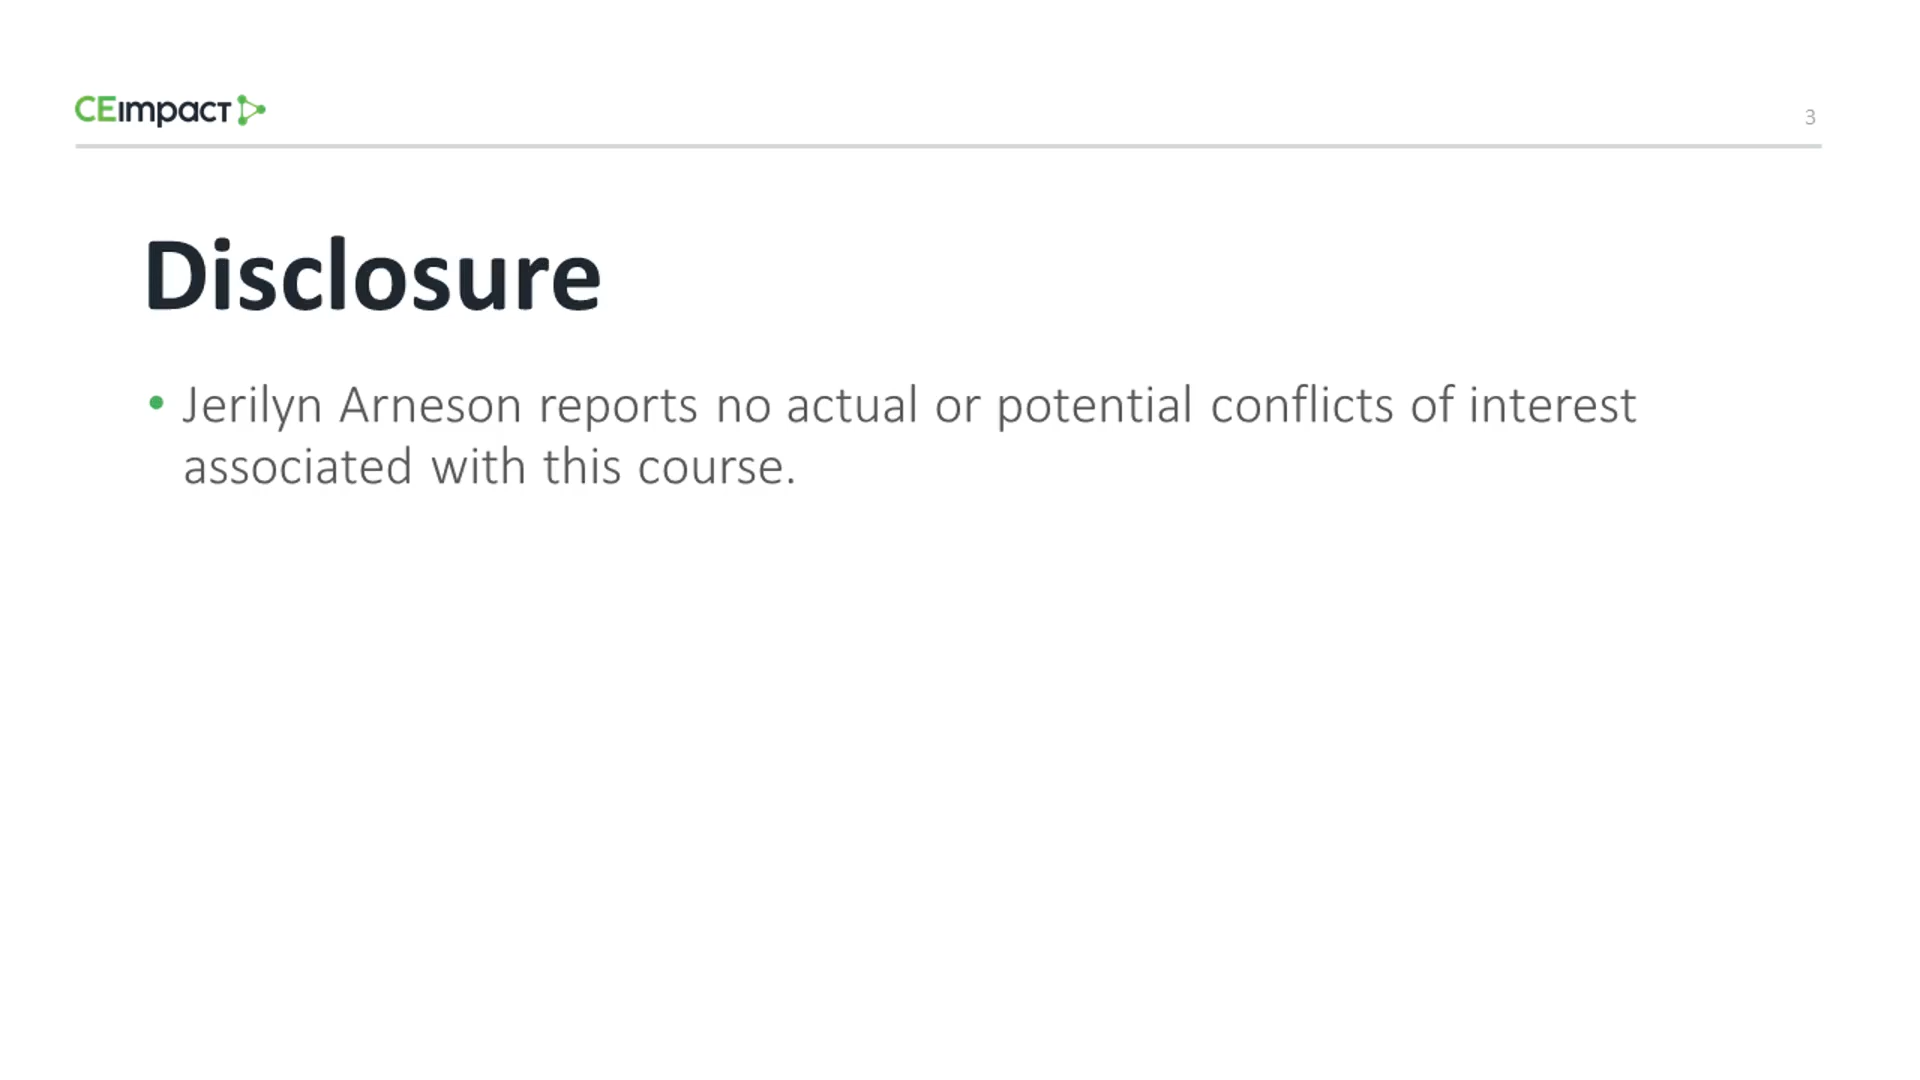 CEimpact
3
Disclosure
• Jerilyn Arneson reports no actual or potential conflicts of interest
associated with this course.